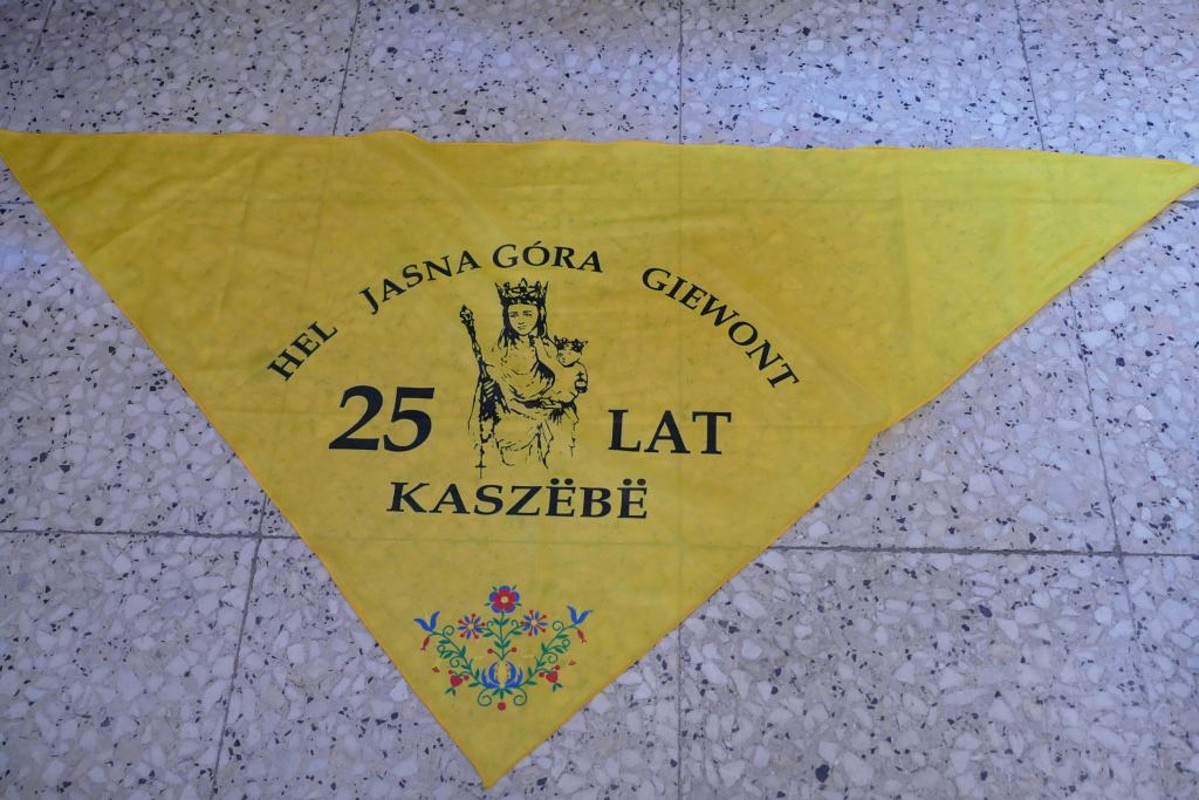 HEL JASNA GÓRA GIEWONT
25 LAT
KASZËBË